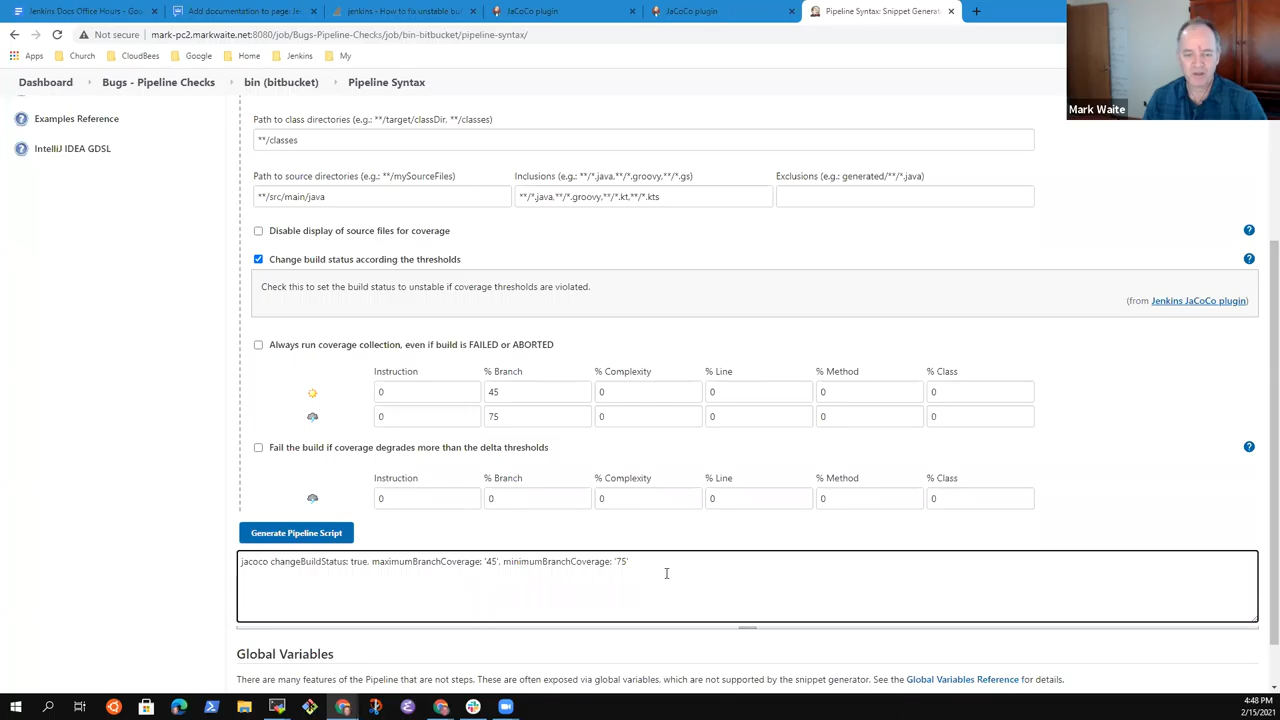 Jenkins Docs Office Hours - Goo
Add documentation to page: Je
jenkins - How to fix unstable bu
JaCoCo plugin
JaCoCo plugin
Pipeline Syntax: Snippet Generat
Not secure
mark-pc2.markwaite.net:8080/job/Bugs-Pipeline-Checks/job/bin-bitbucket/pipeline-syntax/
Apps
Church
CloudBees
Google
Home
Jenkins
My
Mark Waite
Dashboard
Bugs - Pipeline Checks
bin (bitbucket)
Pipeline Syntax
Examples Reference
IntelliJ IDEA GDSL
Path to class directories (e.g.: **/target/classDir, **/classes)
**/classes
Path to source directories (e.g.: **/mySourceFiles)
Inclusions (e.g.: **/*.java,**/*.groovy,**/*.gs)
Exclusions (e.g.: generated/**/*.java)
**/src/main/java
**/*.java,**/*.groovy,**/*.kt,**/*.kts
Disable display of source files for coverage
Change build status according the thresholds
Check this to set the build status to unstable if coverage thresholds are violated.
(from Jenkins JaCoCo plugin)
Always run coverage collection, even if build is FAILED or ABORTED
Instruction % Branch % Complexity % Line % Method % Class
0 45 0 0 0 0
0 75 0 0 0 0
Fail the build if coverage degrades more than the delta thresholds
Instruction % Branch % Complexity % Line % Method % Class
0 0 0 0 0 0
Generate Pipeline Script
jacoco changeBuildStatus: true, maximumBranchCoverage: '45', minimumBranchCoverage: '75'
Global Variables
There are many features of the Pipeline that are not steps. These are often exposed via global variables, which are not supported by the snippet generator. See the Global Variables Reference for details.
4:48 PM
2/15/2021